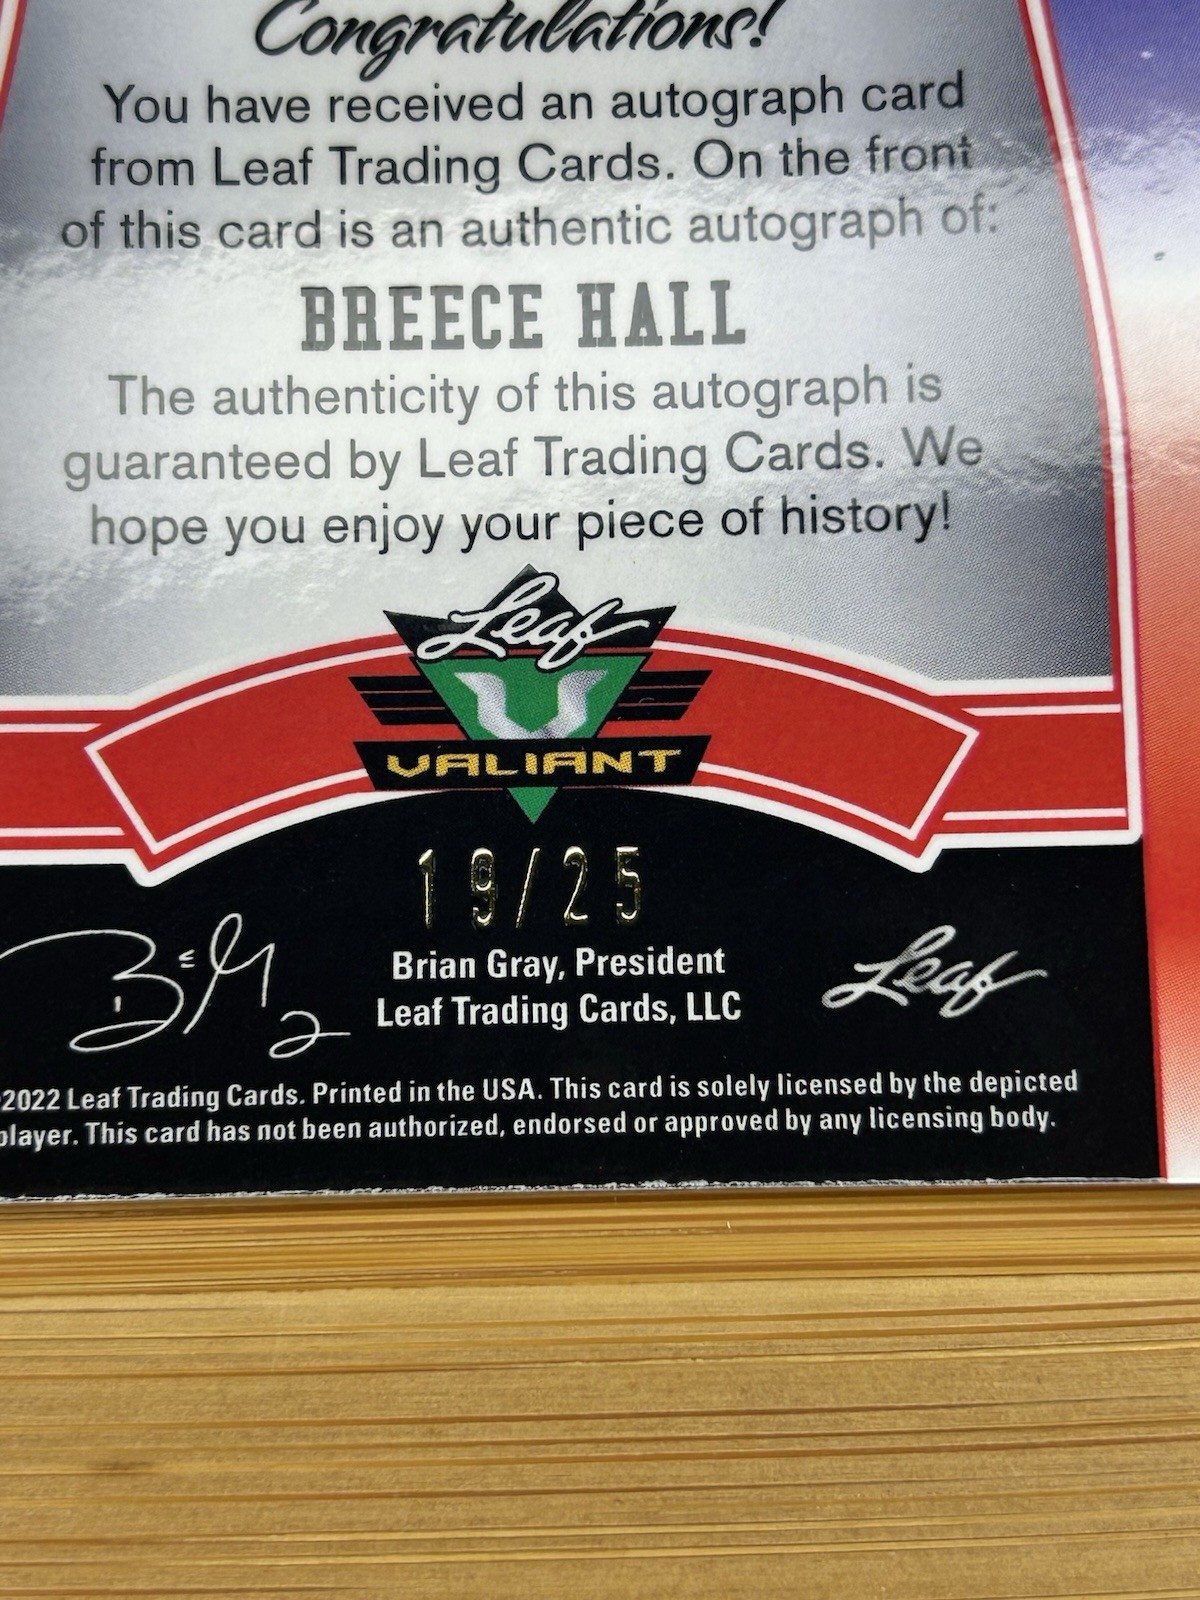 Congratulations!
You have received an autograph card
from Leaf Trading Cards. On the front
of this card is an authentic autograph of:
BREECE HALL
The authenticity of this autograph is
guaranteed by Leaf Trading Cards. We
hope you enjoy your piece of history!
Leaf
V
VALIANT
19/25
Brian Gray, President
Leaf Trading Cards, LLC
Leaf
2022 Leaf Trading Cards. Printed in the USA. This card is solely licensed by the depicted
player. This card has not been authorized, endorsed or approved by any licensing body.